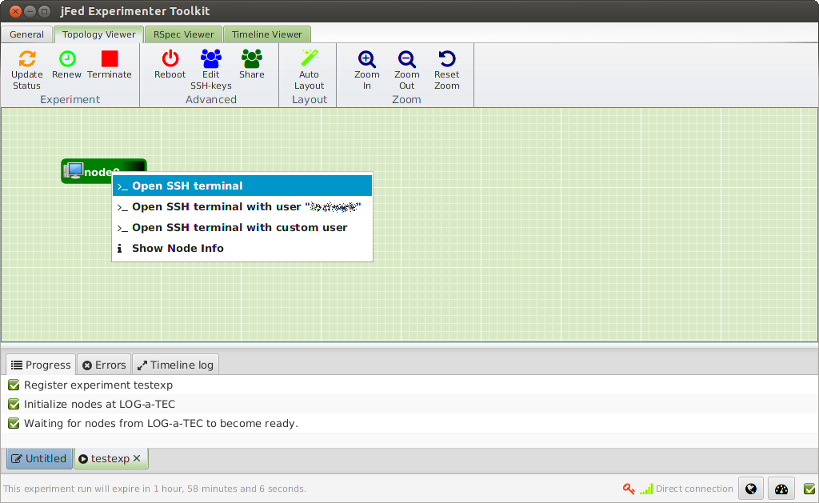 jFed Experimenter Toolkit
General Topology Viewer RSpec Viewer Timeline Viewer
Update Status Renew Terminate Reboot Edit SSH-keys Share Auto Layout Zoom In Zoom Out Reset Zoom
Experiment Advanced Layout Zoom
Open SSH terminal
Open SSH terminal with user "
Open SSH terminal with custom user
Show Node Info
Progress Errors Timeline log
Register experiment testexp
Initialize nodes at LOG-a-TEC
Waiting for nodes from LOG-a-TEC to become ready.
Untitled testexp
This experiment run will expire in 1 hour, 58 minutes and 6 seconds. Direct connection